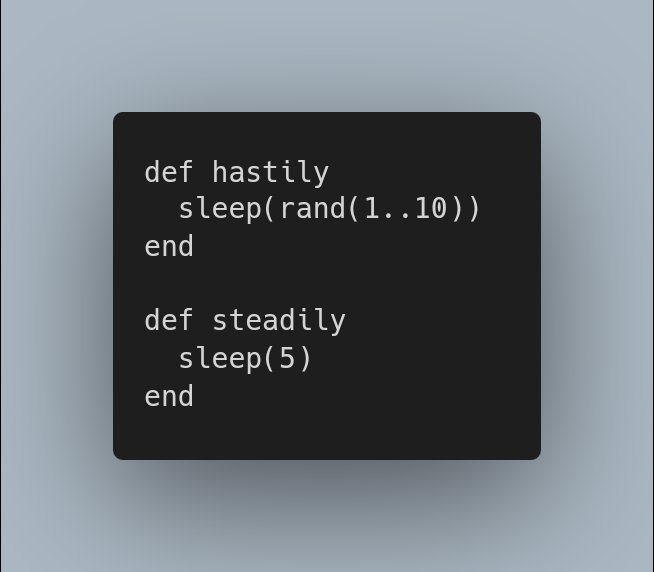 def hastily
  sleep(rand(1..10))
end

def steadily
  sleep(5)
end